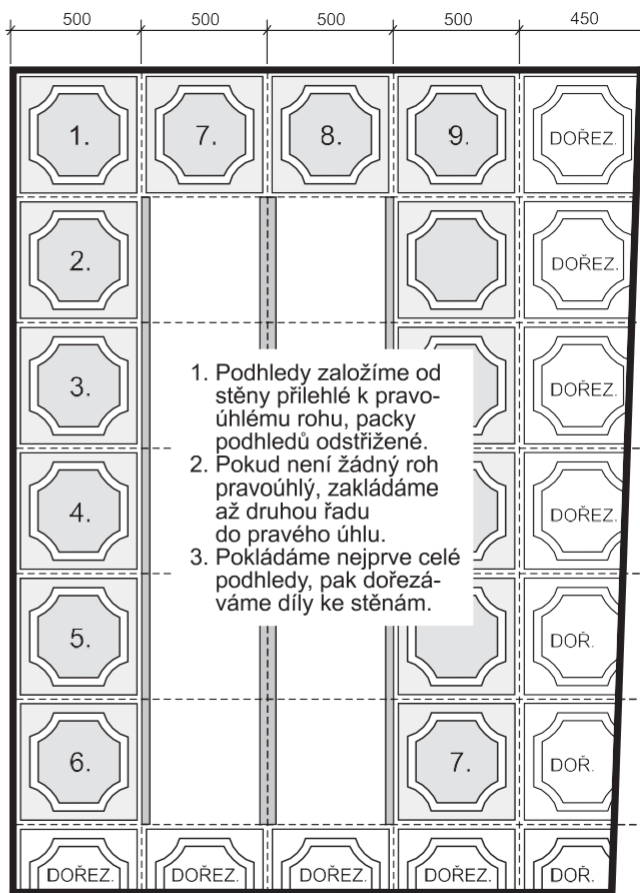 500 500 500 500 450
1. 7. 8. 9. DOŘEZ.
2. DOŘEZ.
3. DOŘEZ.
1. Podhledy založíme od
stěny přilehlé k pravo-
úhlému rohu, packy
podhledů odstřižené.
2. Pokud není žádný roh
pravoúhlý, zakládáme
až druhou řadu
do pravého úhlu.
3. Pokládáme nejprve celé
podhledy, pak dořezá-
váme díly ke stěnám.
4. DOŘEZ.
5. DOŘ.
6. 7. DOŘ.
DOŘEZ. DOŘEZ. DOŘEZ. DOŘEZ. DOŘ.